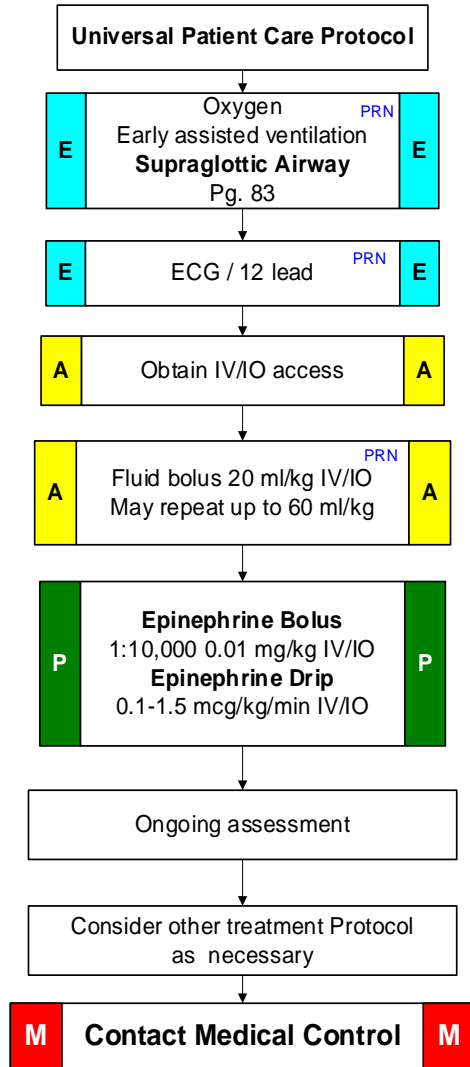 Universal Patient Care Protocol
E
Oxygen
PRN
Early assisted ventilation
Supraglottic Airway
Pg. 83
E
E
ECG / 12 lead
PRN
E
A
Obtain IV/IO access
A
A
PRN
Fluid bolus 20 ml/kg IV/IO
May repeat up to 60 ml/kg
A
P
Epinephrine Bolus
1:10,000 0.01 mg/kg IV/IO
Epinephrine Drip
0.1-1.5 mcg/kg/min IV/IO
P
Ongoing assessment
Consider other treatment Protocol
as necessary
M
Contact Medical Control
M